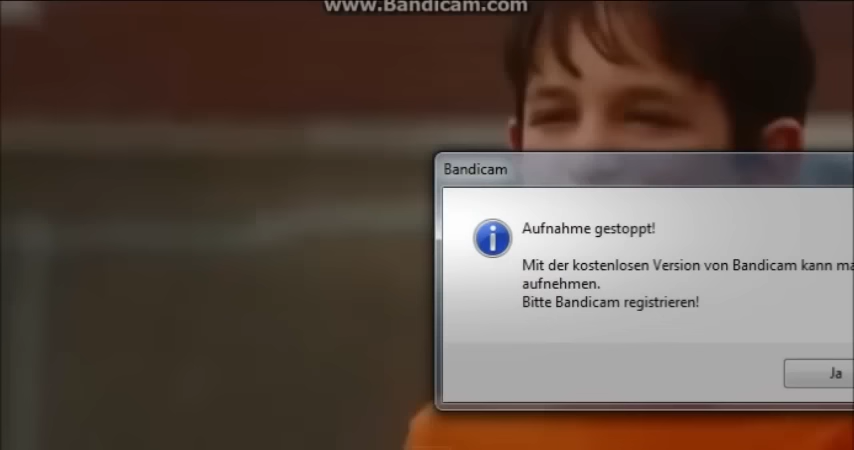 www.Bandicam.com
Bandicam
Aufnahme gestoppt!
Mit der kostenlosen Version von Bandicam kann
aufnehmen.
Bitte Bandicam registrieren!
Ja